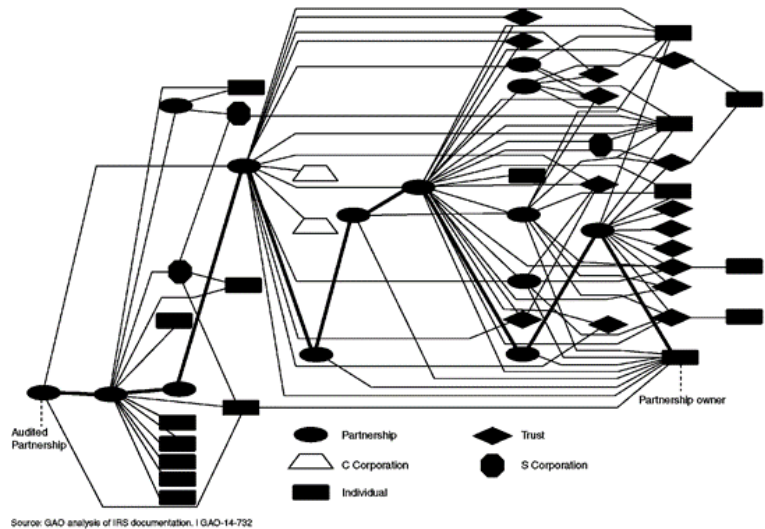 Audited
Partnership
Partnership owner
Partnership
Trust
C Corporation
S Corporation
Individual
Source: GAO analysis of IRS documentation. I GAO-14-732